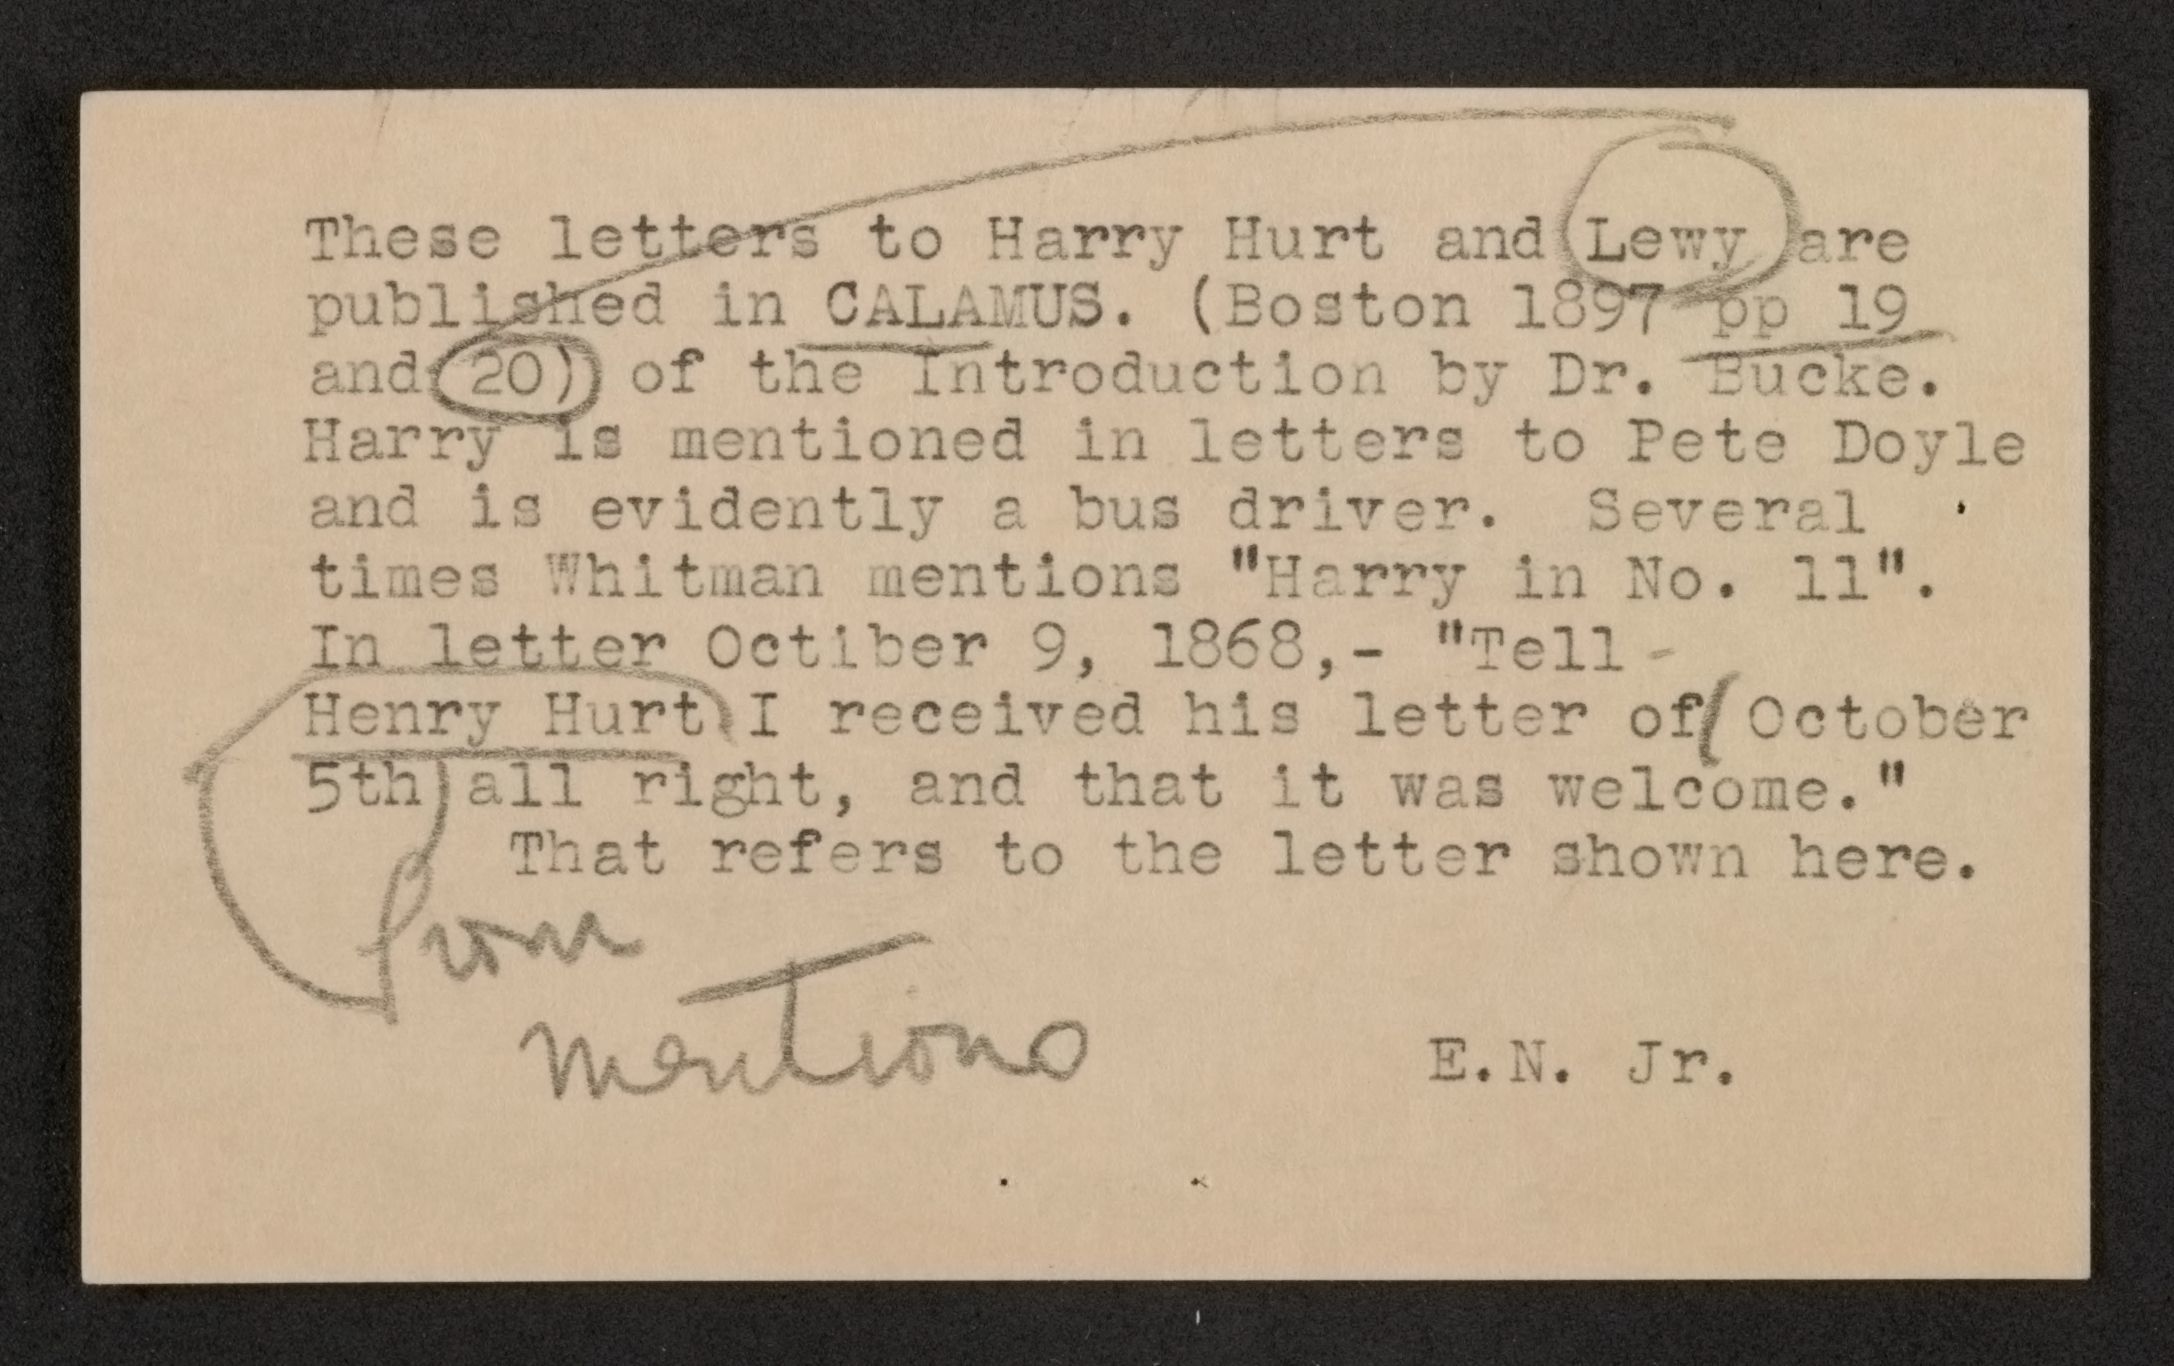 These letters to Harry Hurt and Lewy are
published in CALAMUS. (Boston 1897 pp 19
and 20) of the Introduction by Dr. Bucke.
Harry is mentioned in letters to Pete Doyle
and is evidently a bus driver. Several
times Whitman mentions "Harry in No. 11".
In letter Octiber 9, 1868,- "Tell
Henry Hurt I received his letter of (October
5th) all right, and that it was welcome."
That refers to the letter shown here.
from
mentions
E.N. Jr.